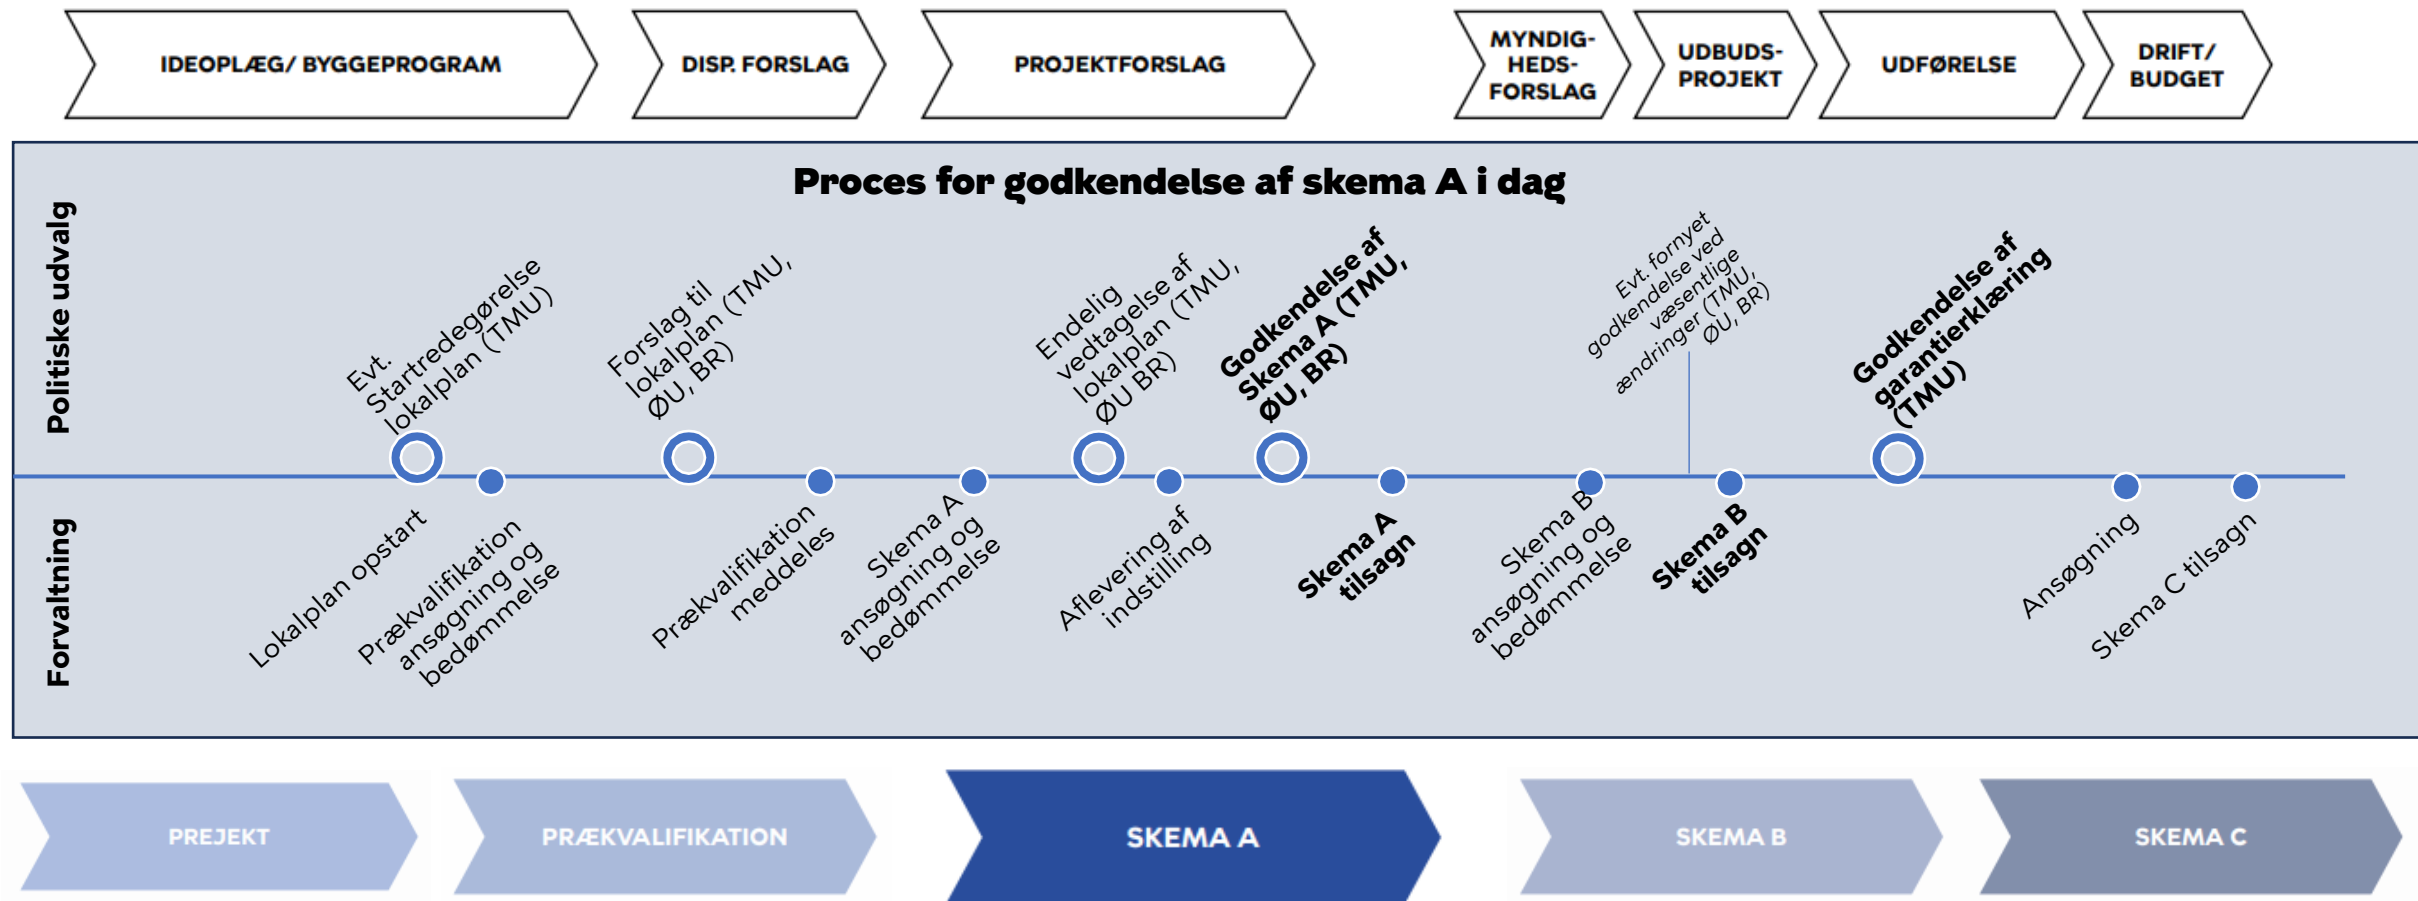 IDEOPLÆG/ BYGGEPROGRAM
DISP. FORSLAG
PROJEKTFORSLAG
MYNDIG-
HEDS-
FORSLAG
UDBUDS-
PROJEKT
UDFØRELSE
DRIFT/
BUDGET
Proces for godkendelse af skema A i dag
Politiske udvalg
Evt.
Startredegørelse
lokalplan (TMU)
Forslag til
lokalplan (TMU,
ØU, BR)
Endelig
vedtagelse af
lokalplan (TMU,
ØU BR)
Godkendelse af
Skema A (TMU,
ØU, BR)
Evt. fornyet
godkendelse ved
væsentlige
ændringer (TMU,
ØU, BR)
Godkendelse af
garantierklæring
(TMU)
Forvaltning
Lokalplan opstart
Prækvalifikation
ansøgning og
bedømmelse
Prækvalifikation
meddeles
Skema A
ansøgning og
bedømmelse
Aflevering af
indstilling
Skema A
tilsagn
Skema B
ansøgning og
bedømmelse
Skema B
tilsagn
Ansøgning
Skema C tilsagn
PREJEKT
PRÆKVALIFIKATION
SKEMA A
SKEMA B
SKEMA C